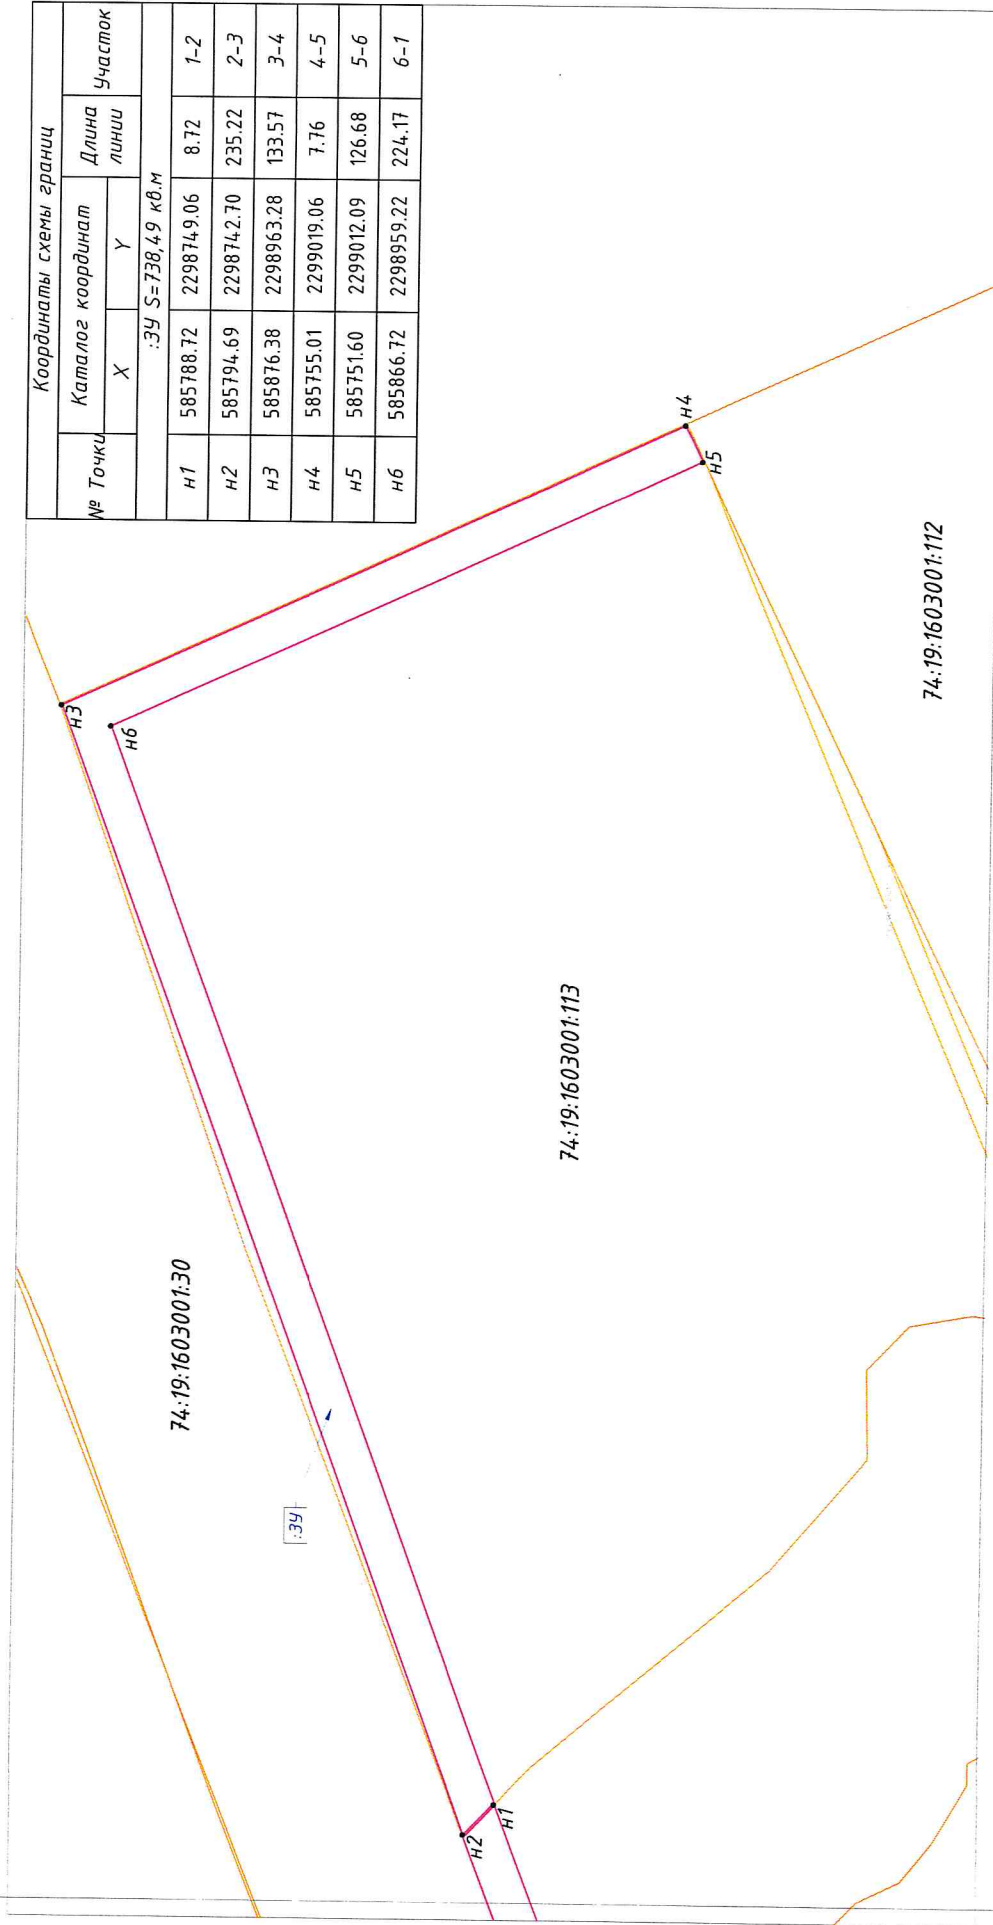 Координаты схемы границ
№ Точки Каталог координат Длина линии Участок
X Y
:ЗУ S=738,49 кв.м
н1 585788.72 2298749.06 8.72 1-2
н2 585794.69 2298742.70 235.22 2-3
н3 585876.38 2298963.28 133.57 3-4
н4 585755.01 2299019.06 7.76 4-5
н5 585751.60 2299012.09 126.68 5-6
н6 585866.72 2298959.22 224.17 6-1
74:19:1603001:30
:ЗУ
н3
н6
н4
н5
74:19:1603001:113
74:19:1603001:112
н2
н1